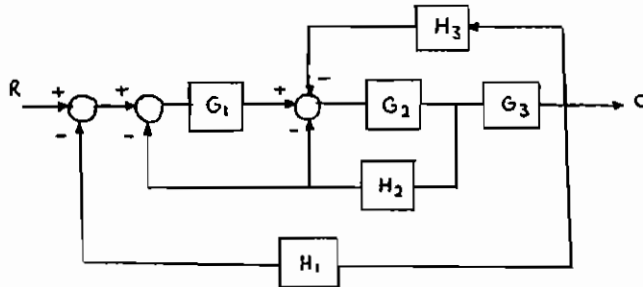 H₃
R + + G₁ + − G₂ G₃ C
− − −
H₂
H₁